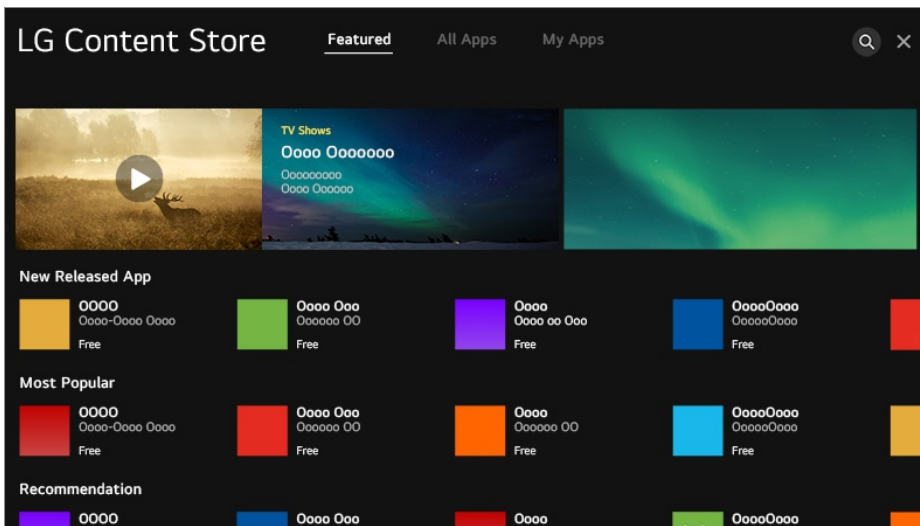 LG Content Store
Featured
All Apps
My Apps
TV Shows
Oooo Ooooooo
Ooooooooo
Oooo Oooooo
New Released App
OOOO
Oooo-Oooo Oooo
Free
Oooo Ooo
Oooooo OO
Free
Oooo
Oooo oo Ooo
Free
OoooOooo
OooooOooo
Free
Most Popular
OOOO
Oooo-Oooo Oooo
Free
Oooo Ooo
Oooooo OO
Free
Oooo
Oooooo OO
Free
OoooOooo
OooooOooo
Free
Recommendation
OOOO
Oooo Ooo
Oooo
OoooOooo